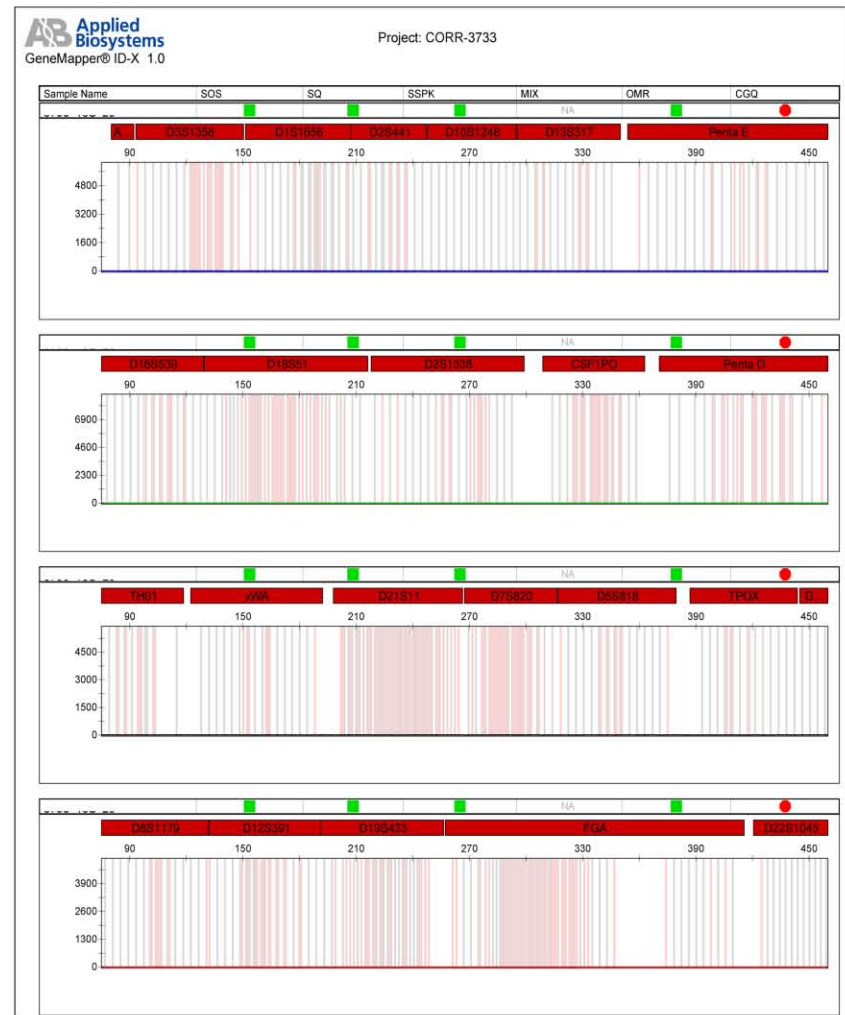 AB Applied
Biosystems
GeneMapper® ID-X 1.0
Project: CORR-3733
Sample Name SOS SQ SSPK MIX OMR CGQ
NA
A... D3S1358 D1S1656 D2S441 D10S1248 D13S317 Penta E
90 150 210 270 330 390 450
4800
3200
1600
0
NA
D16S539 D18S51 D2S1338 CSF1PO Penta D
90 150 210 270 330 390 450
6900
4600
2300
0
NA
TH01 vWA D21S11 D7S820 D5S818 TPOX D...
90 150 210 270 330 390 450
4500
3000
1500
0
NA
D8S1179 D12S391 D19S433 FGA D22S1045
90 150 210 270 330 390 450
3900
2600
1300
0